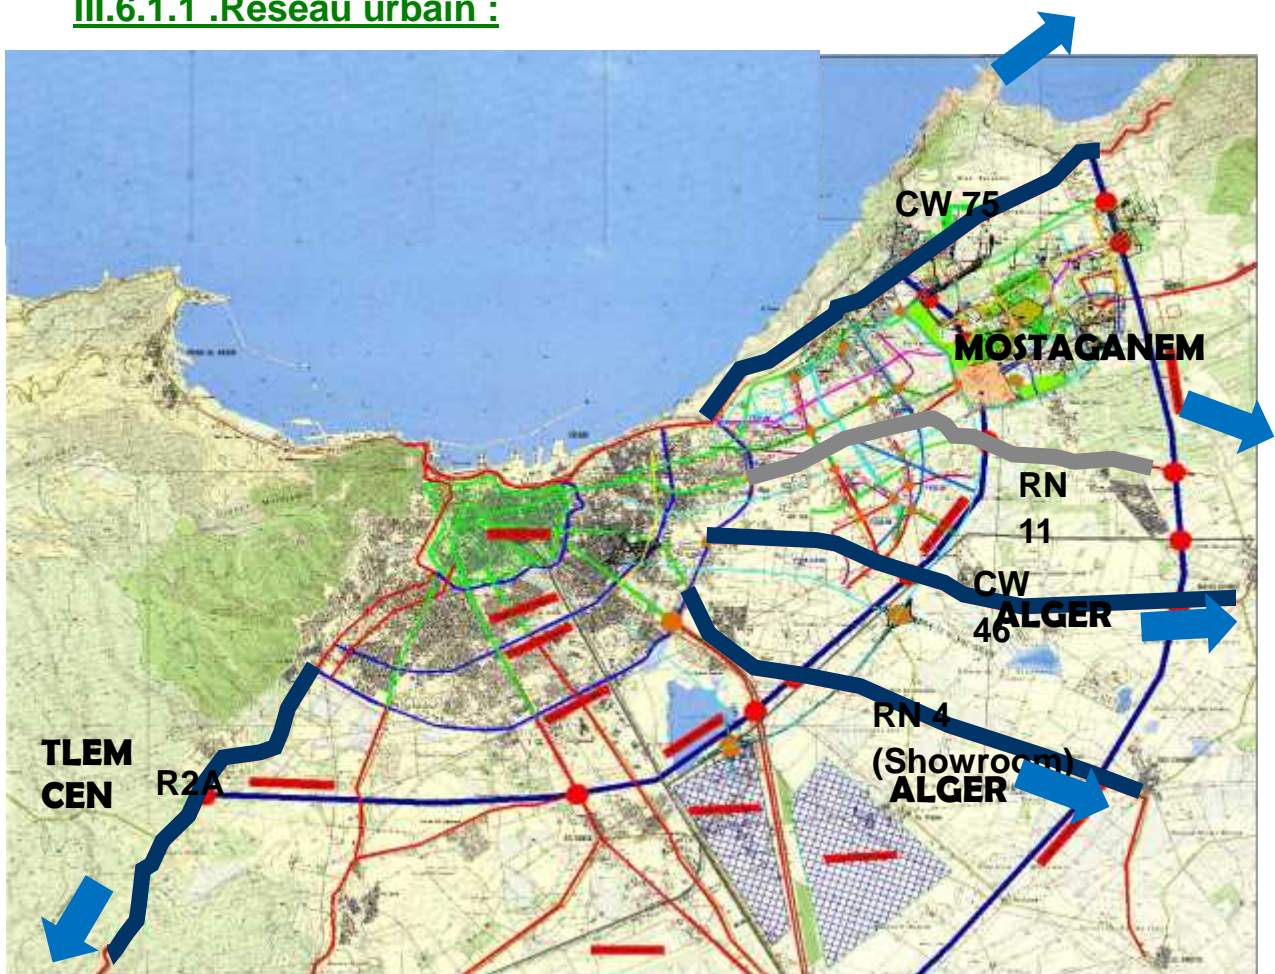 III.6.1.1 .Réseau urbain :
CW 75
MOSTAGANEM
RN
11
CW
46
ALGER
RN 4
(Showroom)
ALGER
TLEM
CEN
R2A